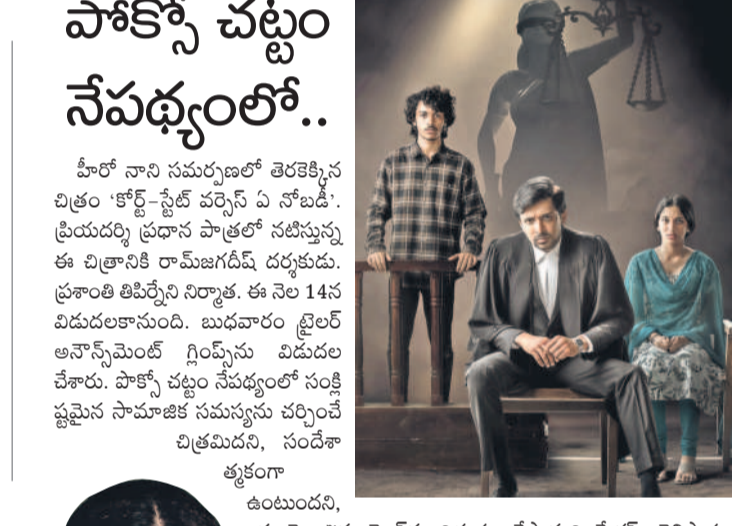 పోక్సో చట్టం
నేపథ్యంలో..
హీరో నాని సమర్పణలో తెరకెక్కిన
చిత్రం ‘కోర్ట్–స్టేట్ వర్సెస్ ఏ నోబడీ’.
ప్రియదర్శి ప్రధాన పాత్రలో నటిస్తున్న
ఈ చిత్రానికి రామ్‌జగదీష్ దర్శకుడు.
ప్రశాంతి తిపిర్నేని నిర్మాత. ఈ నెల 14న
విడుదలకానుంది. బుధవారం ట్రైలర్
అనౌన్స్‌మెంట్ గ్లింప్స్‌ను విడుదల
చేశారు. పొక్సో చట్టం నేపథ్యంలో సంక్లి
ష్టమైన సామాజిక సమస్యను చర్చించే
చిత్రమిదని, సందేశా
త్మకంగా
ఉంటుందని,